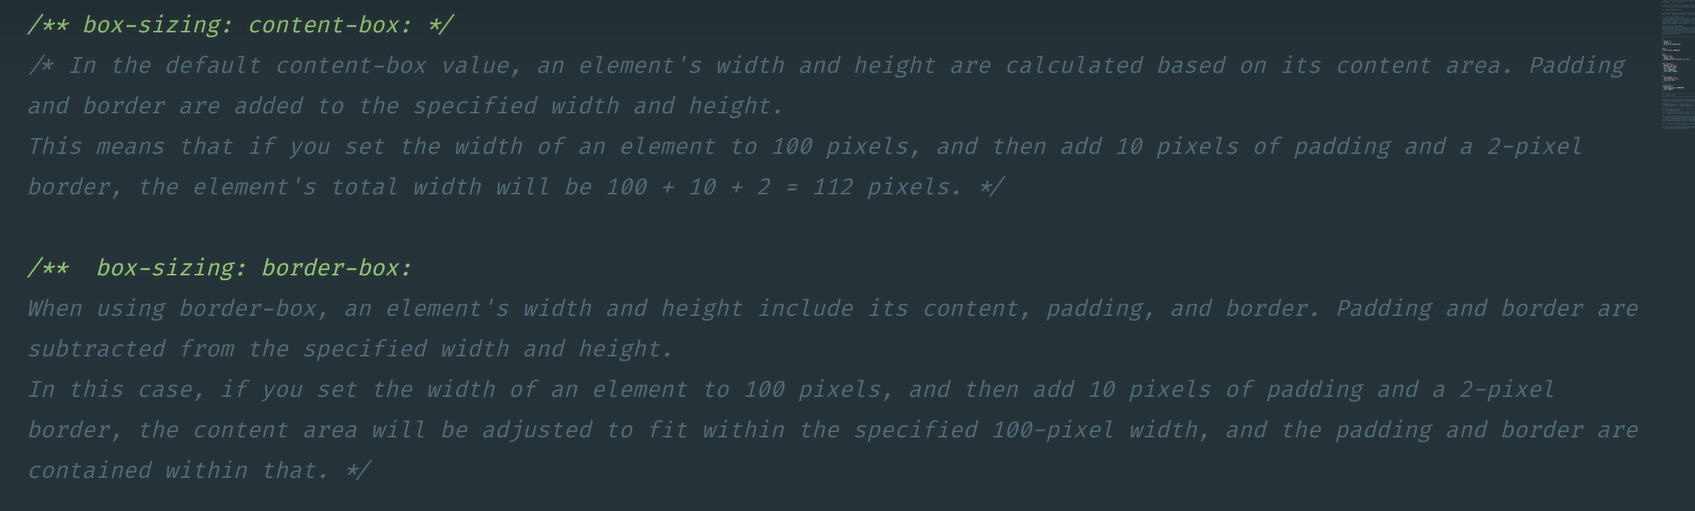 /** box-sizing: content-box: */
/* In the default content-box value, an element's width and height are calculated based on its content area. Padding
and border are added to the specified width and height.
This means that if you set the width of an element to 100 pixels, and then add 10 pixels of padding and a 2-pixel
border, the element's total width will be 100 + 10 + 2 = 112 pixels. */
/**  box-sizing: border-box:
When using border-box, an element's width and height include its content, padding, and border. Padding and border are
subtracted from the specified width and height.
In this case, if you set the width of an element to 100 pixels, and then add 10 pixels of padding and a 2-pixel
border, the content area will be adjusted to fit within the specified 100-pixel width, and the padding and border are
contained within that. */